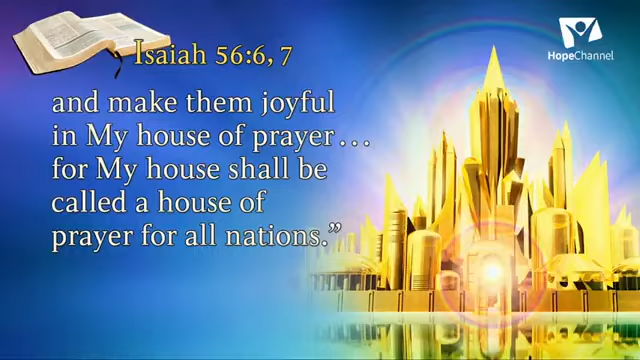 Isaiah 56:6, 7
HopeChannel
and make them joyful
in My house of prayer...
for My house shall be
called a house of
prayer for all nations.”